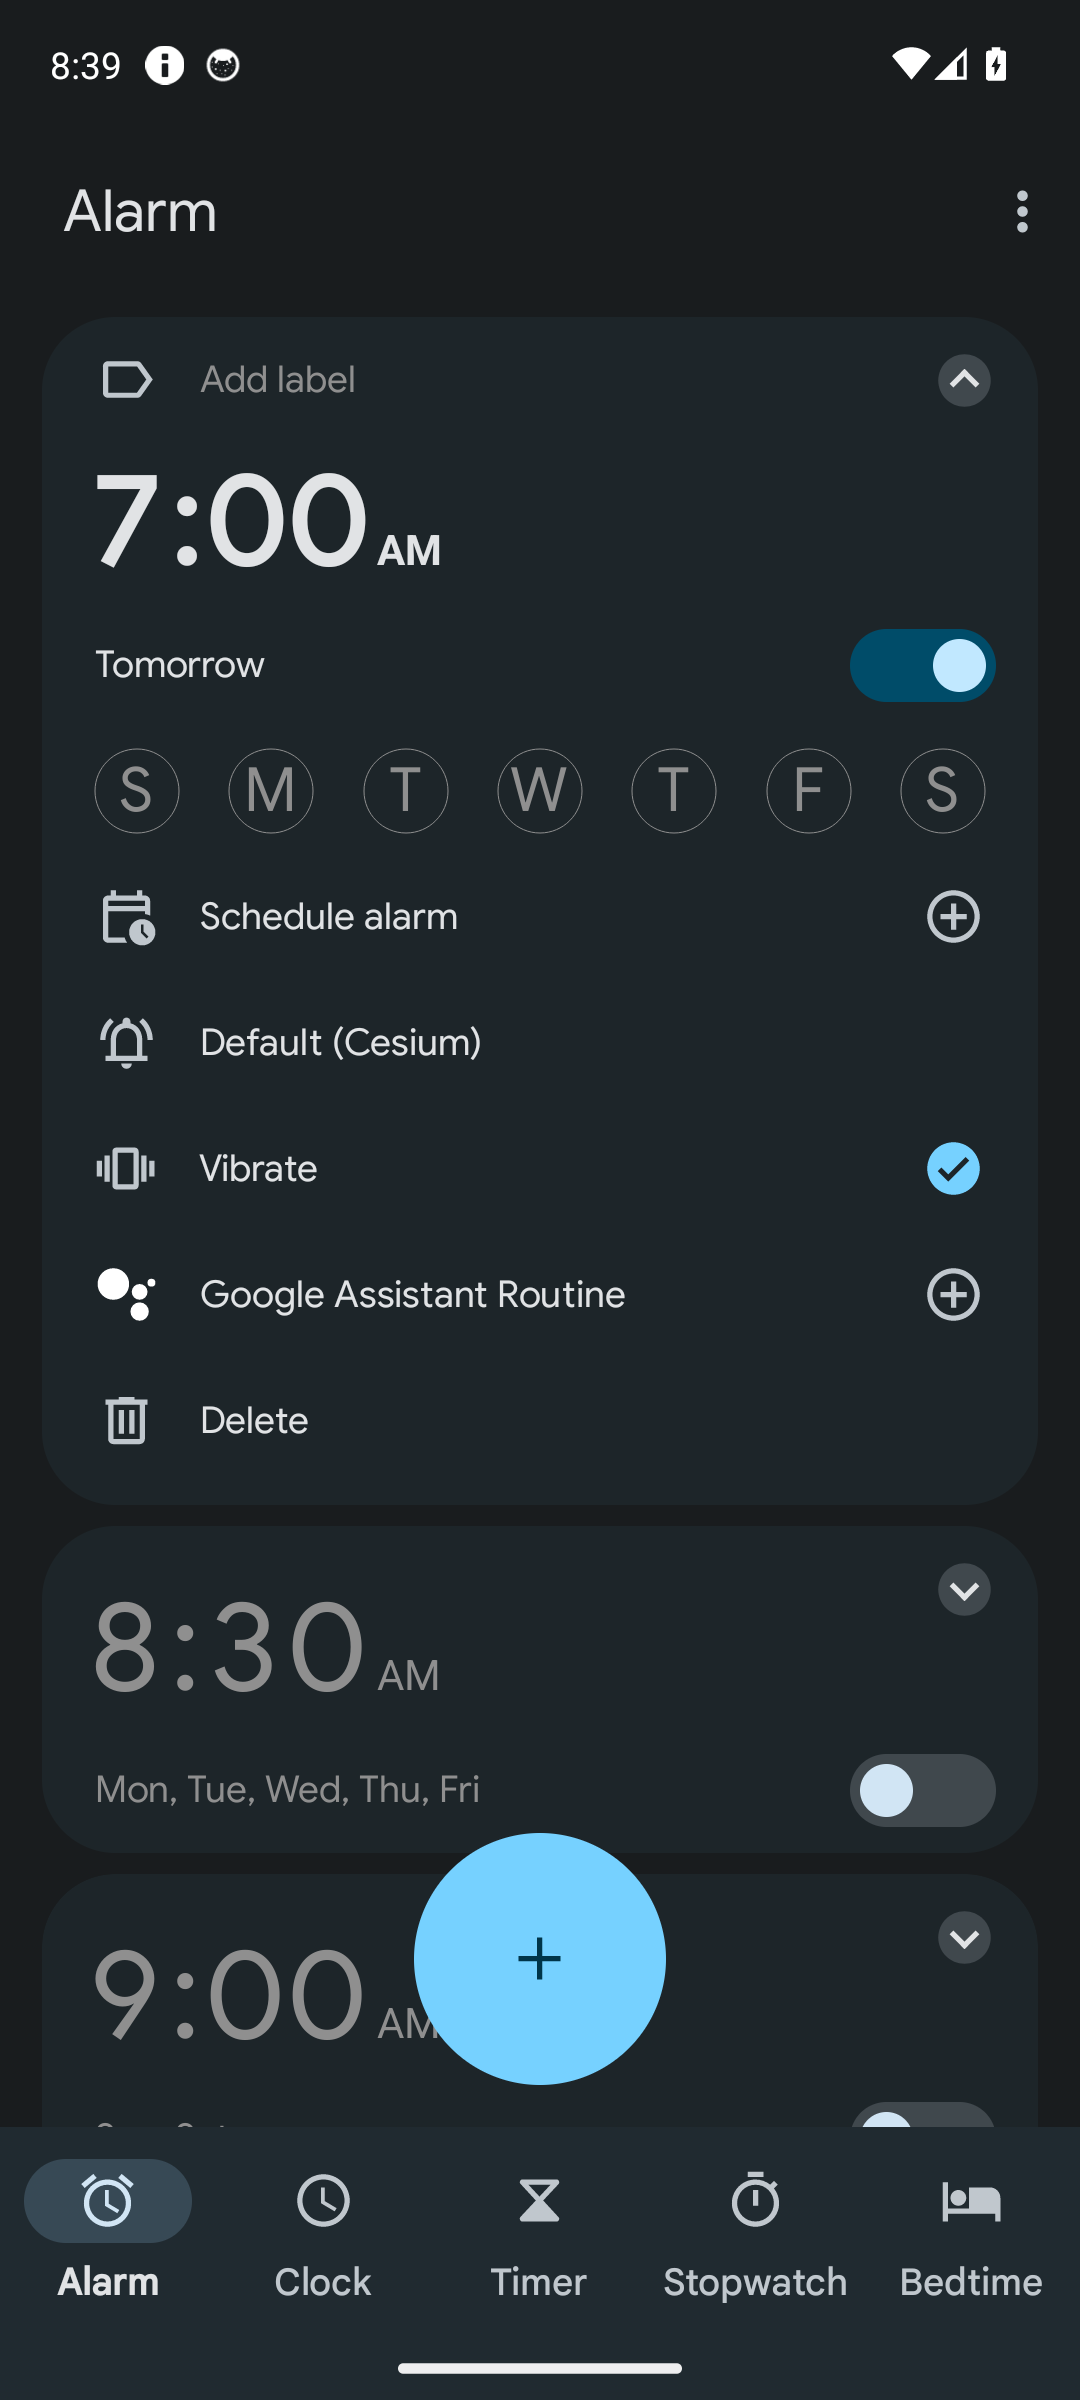 8:39
Alarm
Add label
7:00 AM
Tomorrow
S M T W T F S
Schedule alarm
Default (Cesium)
Vibrate
Google Assistant Routine
Delete
8:30 AM
Mon, Tue, Wed, Thu, Fri
9:00 AM
Alarm Clock Timer Stopwatch Bedtime